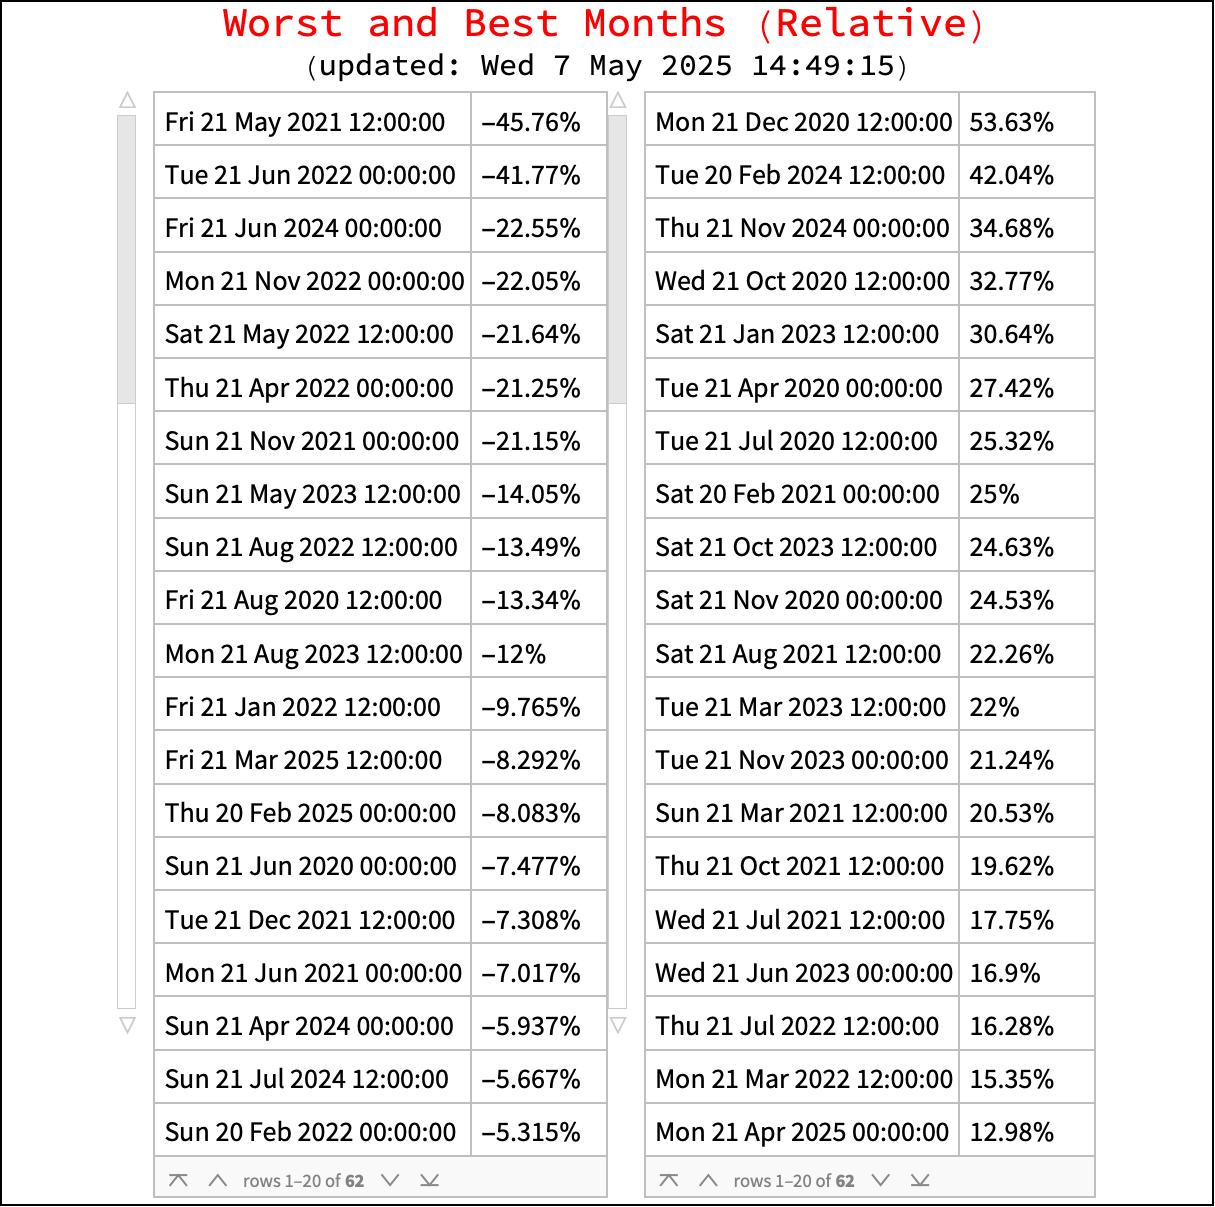 Worst and Best Months (Relative)
(updated: Wed 7 May 2025 14:49:15)
Fri 21 May 2021 12:00:00 −45.76% Mon 21 Dec 2020 12:00:00 53.63%
Tue 21 Jun 2022 00:00:00 −41.77% Tue 20 Feb 2024 12:00:00 42.04%
Fri 21 Jun 2024 00:00:00 −22.55% Thu 21 Nov 2024 00:00:00 34.68%
Mon 21 Nov 2022 00:00:00 −22.05% Wed 21 Oct 2020 12:00:00 32.77%
Sat 21 May 2022 12:00:00 −21.64% Sat 21 Jan 2023 12:00:00 30.64%
Thu 21 Apr 2022 00:00:00 −21.25% Tue 21 Apr 2020 00:00:00 27.42%
Sun 21 Nov 2021 00:00:00 −21.15% Tue 21 Jul 2020 12:00:00 25.32%
Sun 21 May 2023 12:00:00 −14.05% Sat 20 Feb 2021 00:00:00 25%
Sun 21 Aug 2022 12:00:00 −13.49% Sat 21 Oct 2023 12:00:00 24.63%
Fri 21 Aug 2020 12:00:00 −13.34% Sat 21 Nov 2020 00:00:00 24.53%
Mon 21 Aug 2023 12:00:00 −12% Sat 21 Aug 2021 12:00:00 22.26%
Fri 21 Jan 2022 12:00:00 −9.765% Tue 21 Mar 2023 12:00:00 22%
Fri 21 Mar 2025 12:00:00 −8.292% Tue 21 Nov 2023 00:00:00 21.24%
Thu 20 Feb 2025 00:00:00 −8.083% Sun 21 Mar 2021 12:00:00 20.53%
Sun 21 Jun 2020 00:00:00 −7.477% Thu 21 Oct 2021 12:00:00 19.62%
Tue 21 Dec 2021 12:00:00 −7.308% Wed 21 Jul 2021 12:00:00 17.75%
Mon 21 Jun 2021 00:00:00 −7.017% Wed 21 Jun 2023 00:00:00 16.9%
Sun 21 Apr 2024 00:00:00 −5.937% Thu 21 Jul 2022 12:00:00 16.28%
Sun 21 Jul 2024 12:00:00 −5.667% Mon 21 Mar 2022 12:00:00 15.35%
Sun 20 Feb 2022 00:00:00 −5.315% Mon 21 Apr 2025 00:00:00 12.98%
rows 1–20 of 62 rows 1–20 of 62